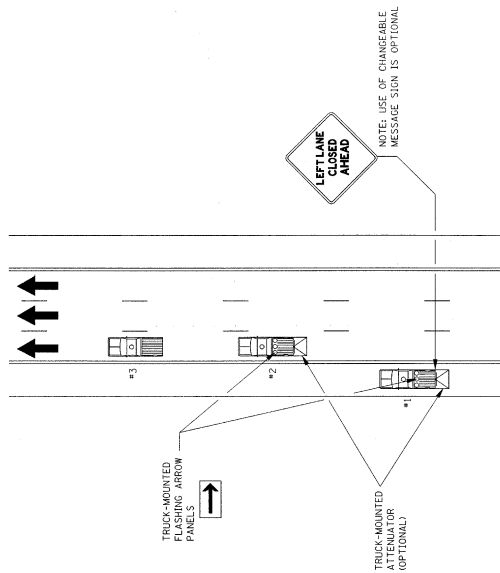 NOTE: USE OF CHANGEABLE
MESSAGE SIGN IS OPTIONAL
LEFT LANE
CLOSED
AHEAD
#3
#2
#1
TRUCK-MOUNTED
FLASHING ARROW
PANELS
TRUCK-MOUNTED
ATTENUATOR
(OPTIONAL)